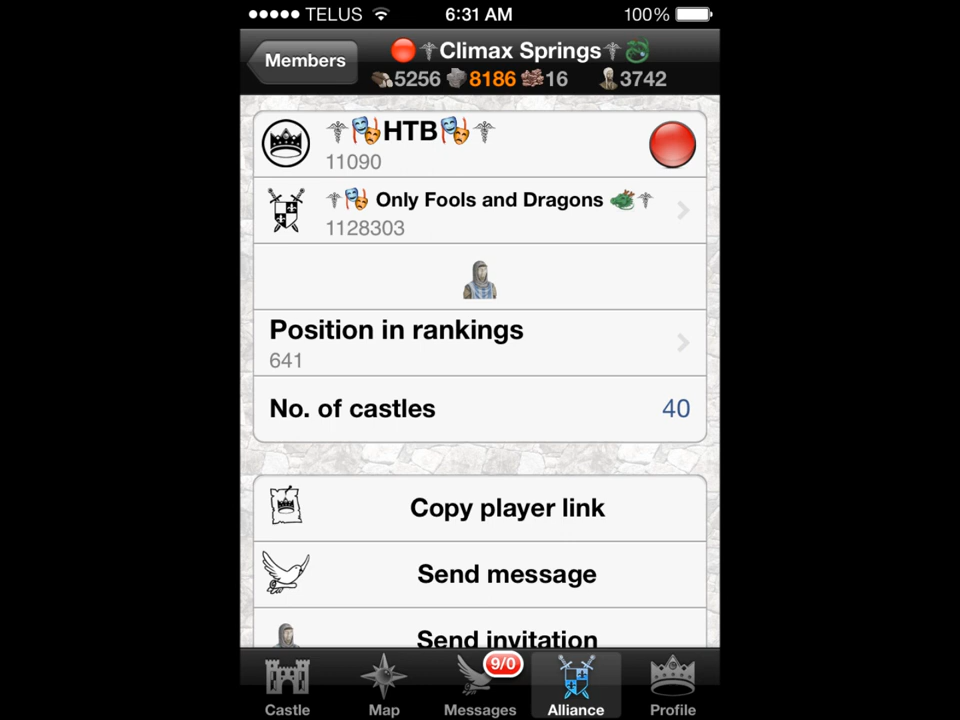 TELUS 6:31 AM 100%
Members
🔴⚕Climax Springs⚕🐉
5256 8186 16 3742
⚕🎭HTB🎭⚕
11090
⚕🎭 Only Fools and Dragons 🐲⚕
1128303
Position in rankings
641
No. of castles 40
Copy player link
Send message
Send invitation
9/0
Castle Map Messages Alliance Profile